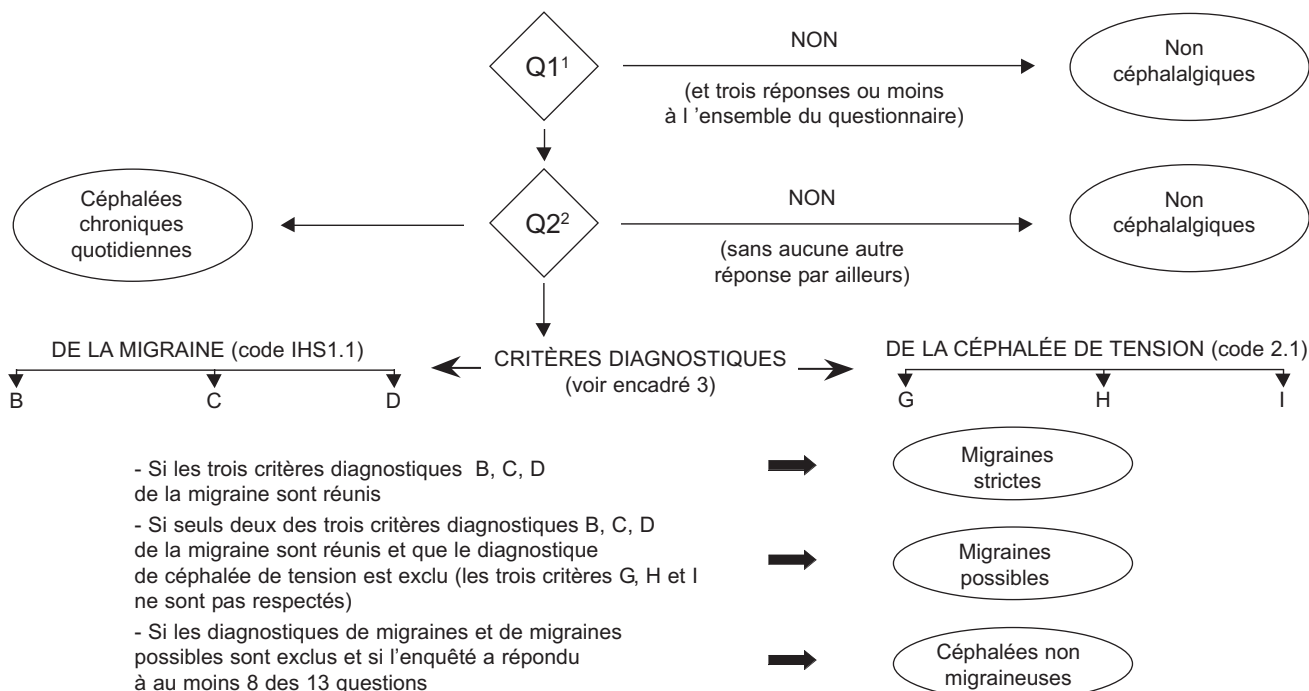 Q1¹
NON
(et trois réponses ou moins
à l 'ensemble du questionnaire)
Non
céphalalgiques
Céphalées
chroniques
quotidiennes
Q2²
NON
(sans aucune autre
réponse par ailleurs)
Non
céphalalgiques
DE LA MIGRAINE (code IHS1.1)
B C D
CRITÈRES DIAGNOSTIQUES
(voir encadré 3)
DE LA CÉPHALÉE DE TENSION (code 2.1)
G H I
- Si les trois critères diagnostiques B, C, D
de la migraine sont réunis
Migraines
strictes
- Si seuls deux des trois critères diagnostiques B, C, D
de la migraine sont réunis et que le diagnostique
de céphalée de tension est exclu (les trois critères G, H et I
ne sont pas respectés)
Migraines
possibles
- Si les diagnostiques de migraines et de migraines
possibles sont exclus et si l'enquêté a répondu
à au moins 8 des 13 questions
Céphalées non
migraineuses